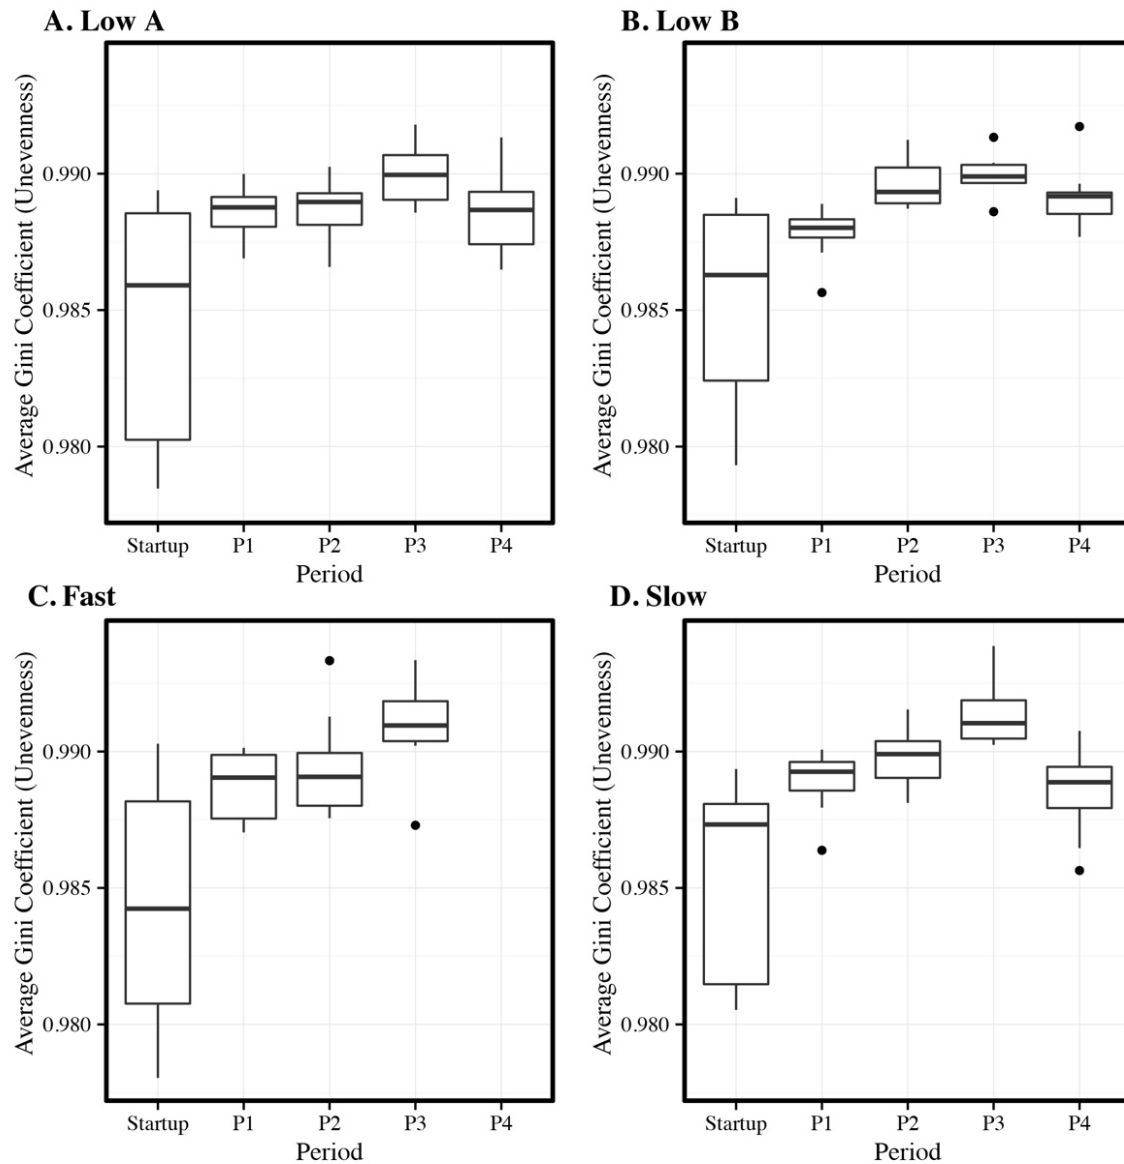 A. Low A
Average Gini Coefficient (Unevenness)
0.990
0.985
0.980
Startup P1 P2 P3 P4
Period
B. Low B
Average Gini Coefficient (Unevenness)
0.990
0.985
0.980
Startup P1 P2 P3 P4
Period
C. Fast
Average Gini Coefficient (Unevenness)
0.990
0.985
0.980
Startup P1 P2 P3 P4
Period
D. Slow
Average Gini Coefficient (Unevenness)
0.990
0.985
0.980
Startup P1 P2 P3 P4
Period